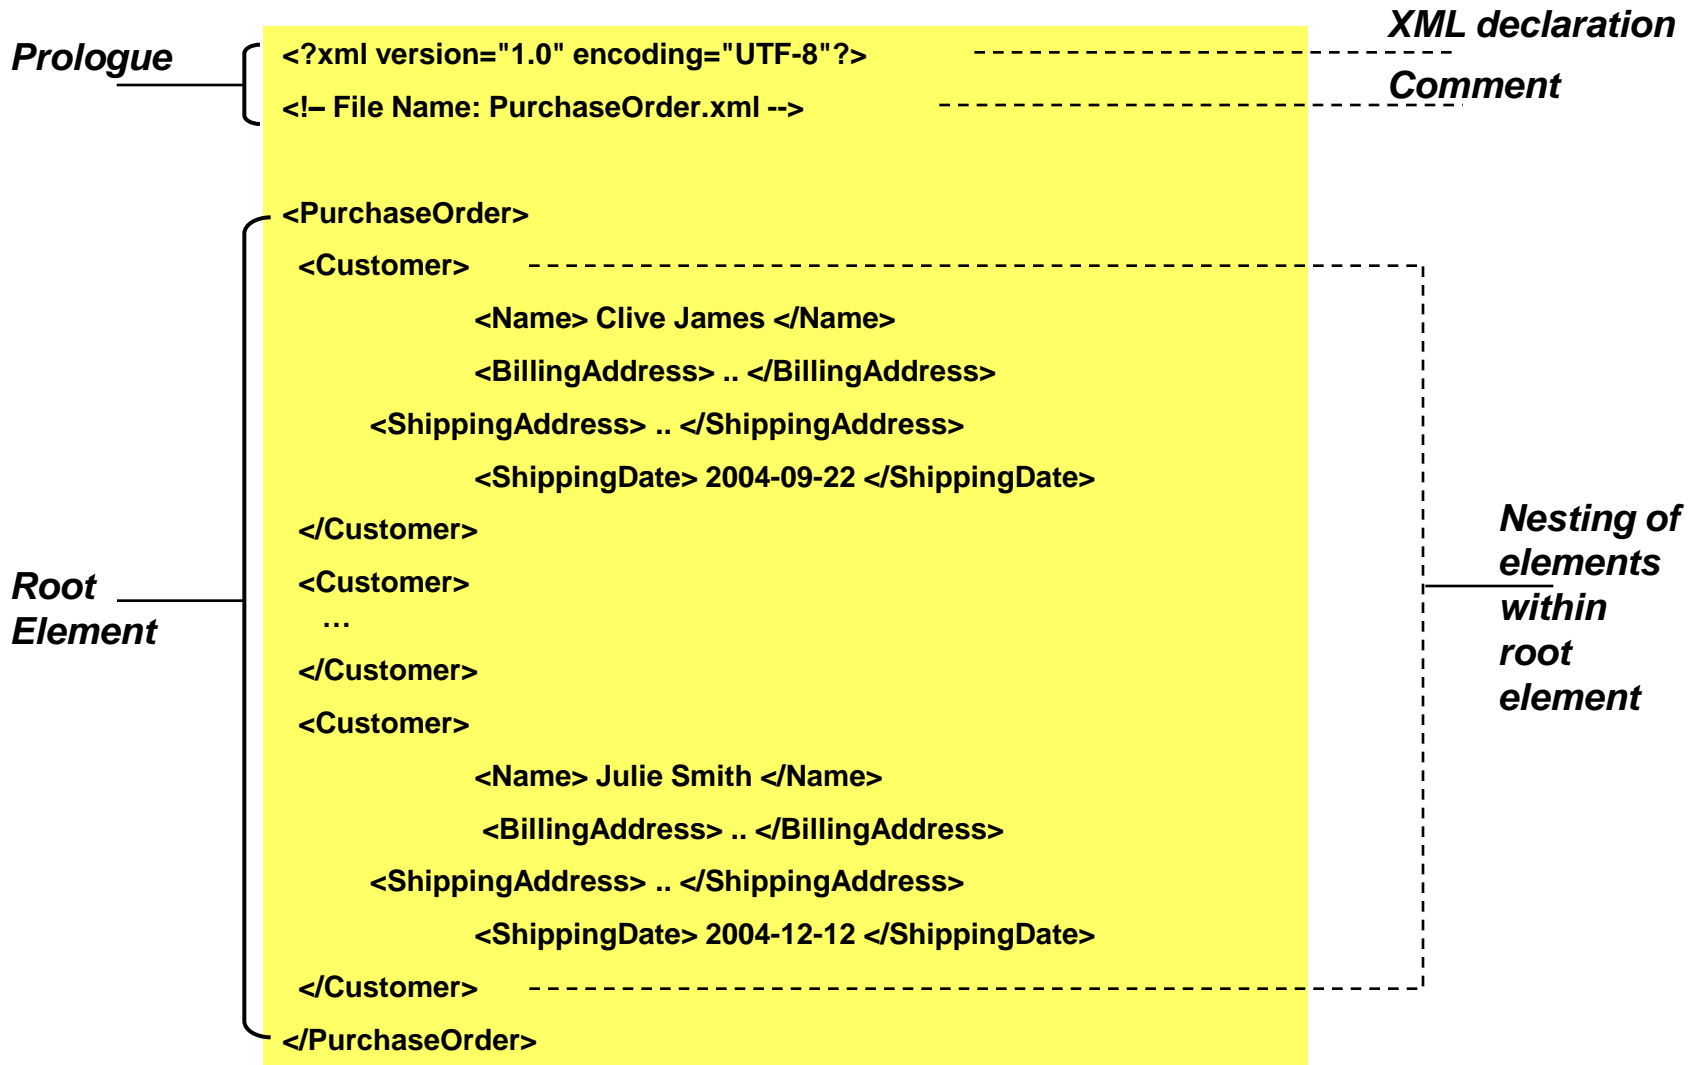 Prologue
<?xml version="1.0" encoding="UTF-8"?>
XML declaration
<!– File Name: PurchaseOrder.xml -->
Comment
Root
Element
<PurchaseOrder>
<Customer>
<Name> Clive James </Name>
<BillingAddress> .. </BillingAddress>
<ShippingAddress> .. </ShippingAddress>
<ShippingDate> 2004-09-22 </ShippingDate>
</Customer>
<Customer>
…
</Customer>
<Customer>
<Name> Julie Smith </Name>
<BillingAddress> .. </BillingAddress>
<ShippingAddress> .. </ShippingAddress>
<ShippingDate> 2004-12-12 </ShippingDate>
</Customer>
</PurchaseOrder>
Nesting of
elements
within
root
element